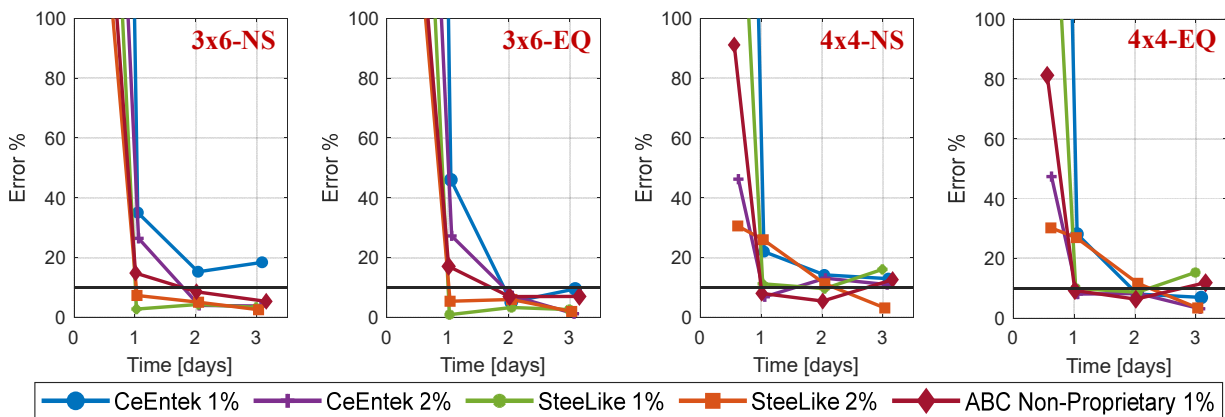 100
80
60
40
20
0
Error %
3x6-NS
0 1 2 3
Time [days]
100
80
60
40
20
0
Error %
3x6-EQ
0 1 2 3
Time [days]
100
80
60
40
20
0
Error %
4x4-NS
0 1 2 3
Time [days]
100
80
60
40
20
0
Error %
4x4-EQ
0 1 2 3
Time [days]
CeEntek 1% CeEntek 2% SteeLike 1% SteeLike 2% ABC Non-Proprietary 1%